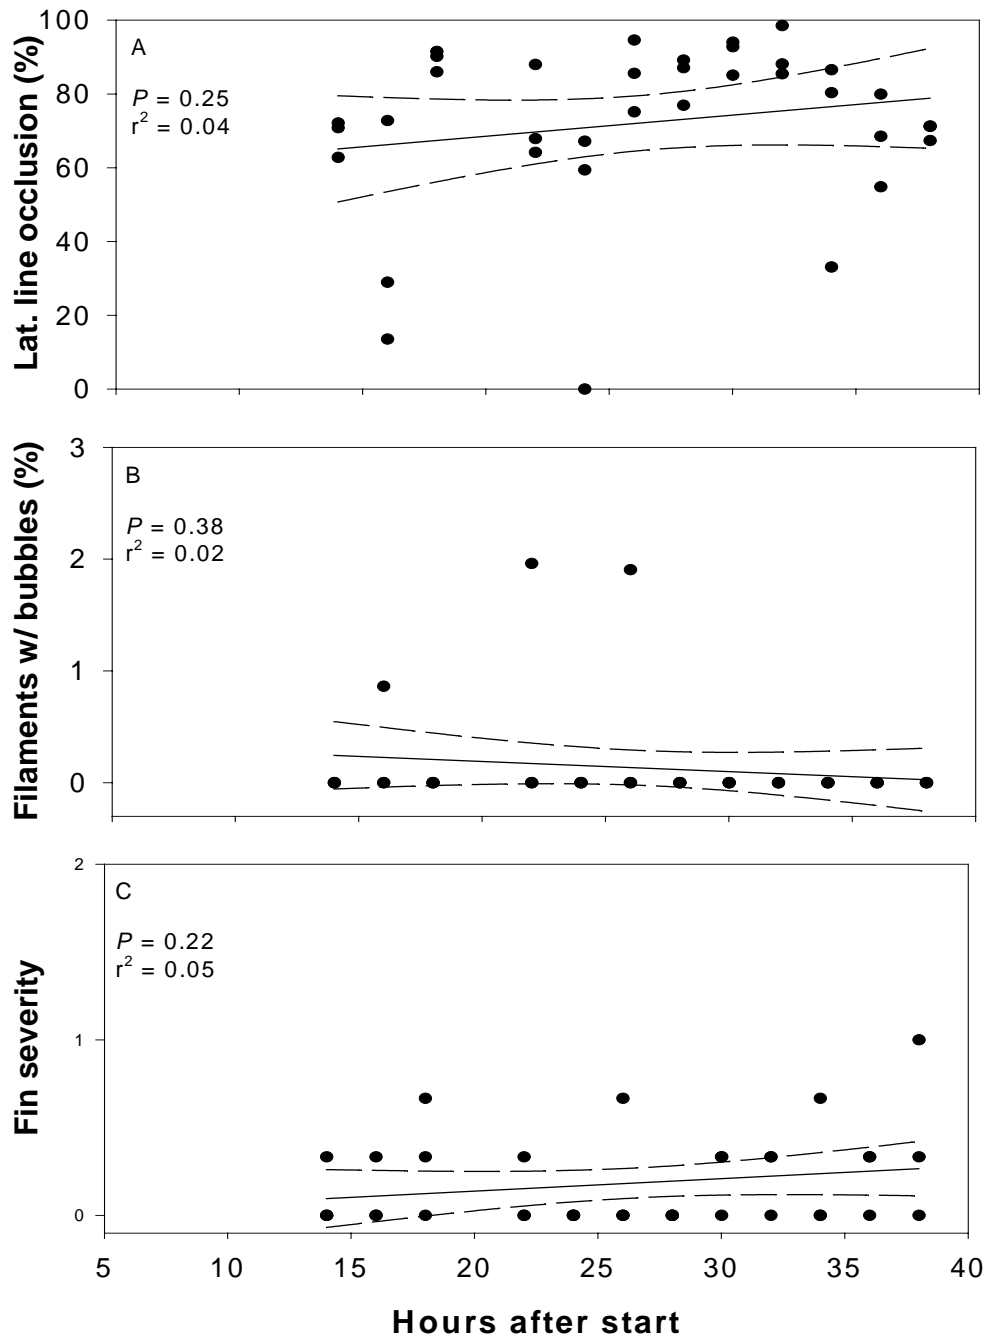 100
80
60
40
20
0
Lat. line occlusion (%)
A
P = 0.25
r² = 0.04
3
2
1
0
Filaments w/ bubbles (%)
B
P = 0.38
r² = 0.02
2
1
0
Fin severity
C
P = 0.22
r² = 0.05
5 15 20 25 30 35 40
Hours after start